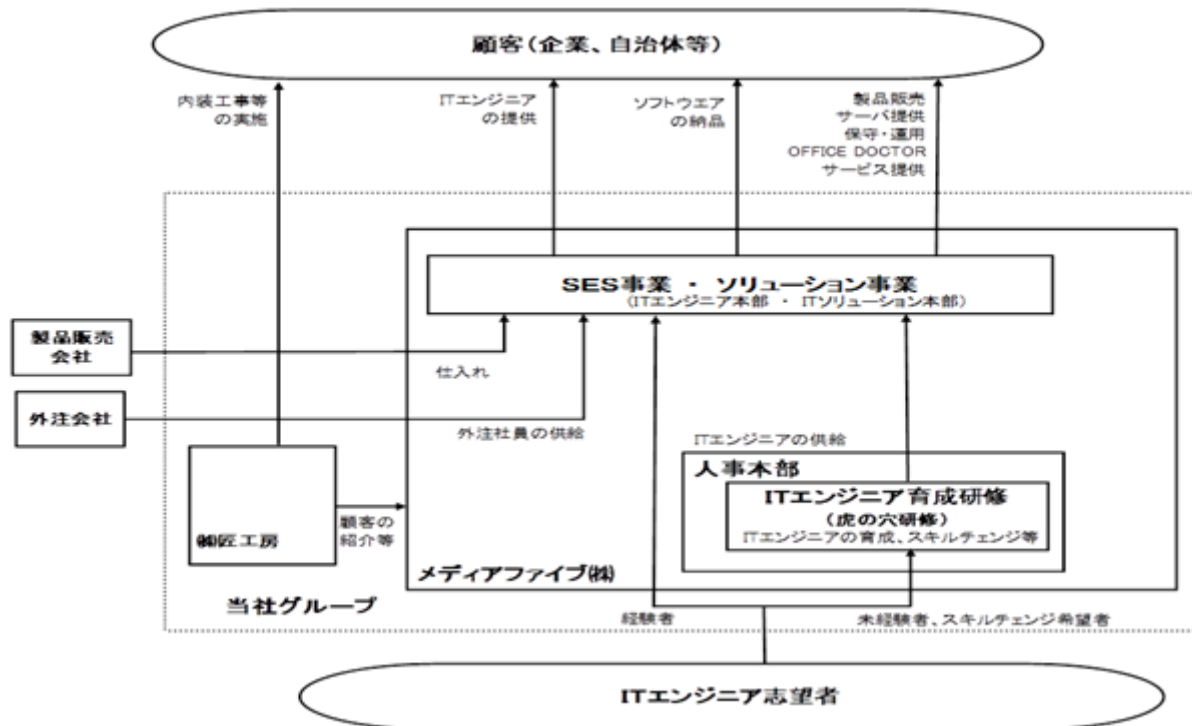 顧客(企業、自治体等)
内装工事等
の実施
ITエンジニア
の提供
ソフトウエア
の納品
製品販売
サーバ提供
保守・運用
OFFICE DOCTOR
サービス提供
SES事業 ・ ソリューション事業
(ITエンジニア本部 ・ ITソリューション本部)
製品販売
会社
仕入れ
外注会社
外注社員の供給
ITエンジニアの供給
人事本部
ITエンジニア育成研修
(虎の穴研修)
ITエンジニアの育成、スキルチェンジ等
㈱匠工房
顧客の
紹介等
メディアファイブ㈱
当社グループ
経験者
未経験者、スキルチェンジ希望者
ITエンジニア志望者